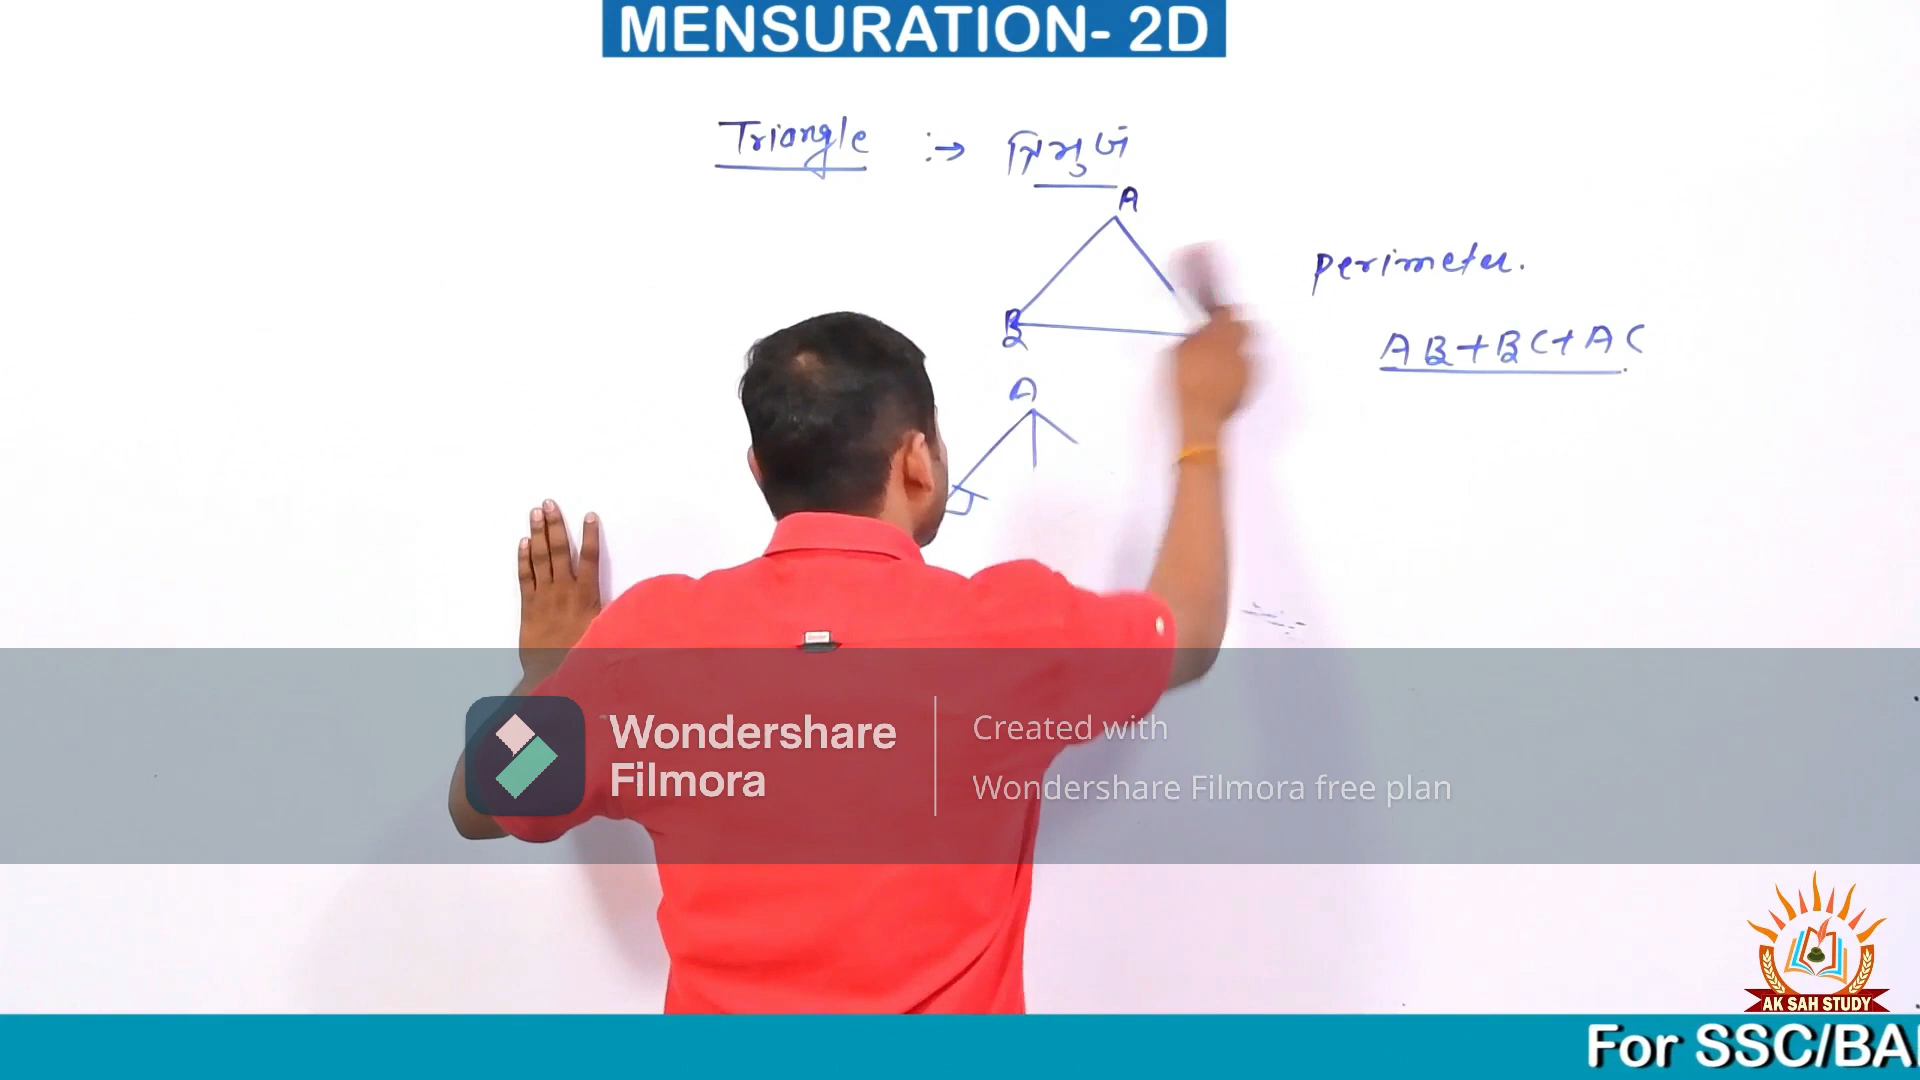 MENSURATION- 2D
Triangle :→ त्रिभुज
A
B
perimeter.
AB+BC+AC
A
Wondershare
Filmora
Created with
Wondershare Filmora free plan
AK SAH STUDY
For SSC/BA